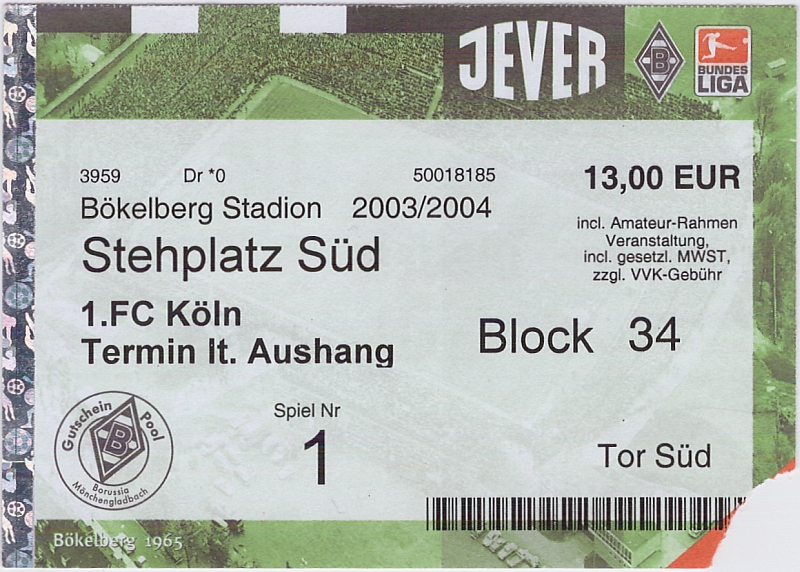 JEVER
B
BUNDES
LIGA
3959 Dr *0 50018185
13,00 EUR
Bökelberg Stadion 2003/2004
incl. Amateur-Rahmen
Veranstaltung,
incl. gesetzl. MWST,
zzgl. VVK-Gebühr
Stehplatz Süd
1.FC Köln
Termin lt. Aushang
Block 34
Spiel Nr
1
Gutschein Pool
B
Borussia
Mönchengladbach
Tor Süd
Bökelberg 1965